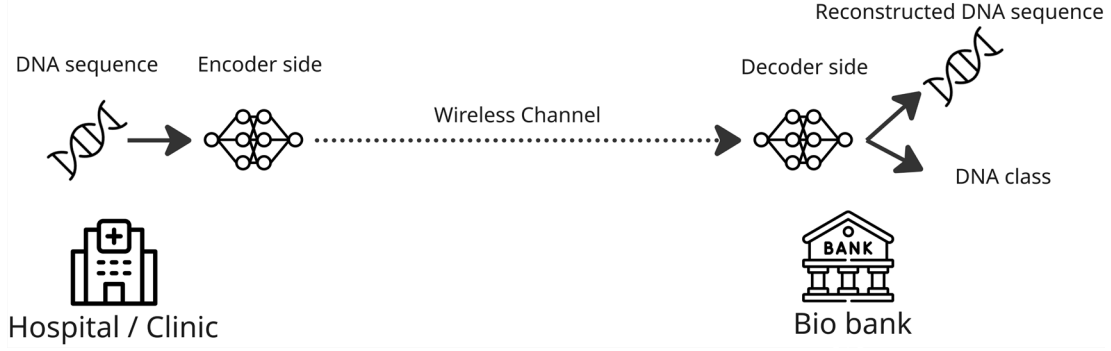 Reconstructed DNA sequence
DNA sequence
Encoder side
Decoder side
Wireless Channel
DNA class
BANK
Hospital / Clinic
Bio bank